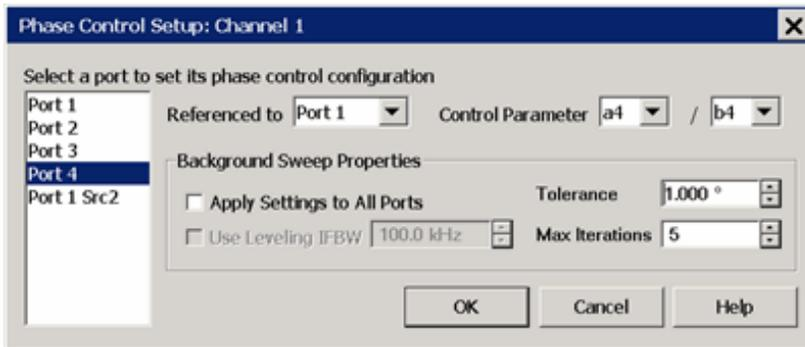 Phase Control Setup: Channel 1
Select a port to set its phase control configuration
Port 1
Port 2
Port 3
Port 4
Port 1 Src2
Referenced to Port 1 Control Parameter a4 / b4
Background Sweep Properties
Apply Settings to All Ports
Tolerance 1.000 °
Use Leveling IFBW 100.0 kHz
Max Iterations 5
OK Cancel Help